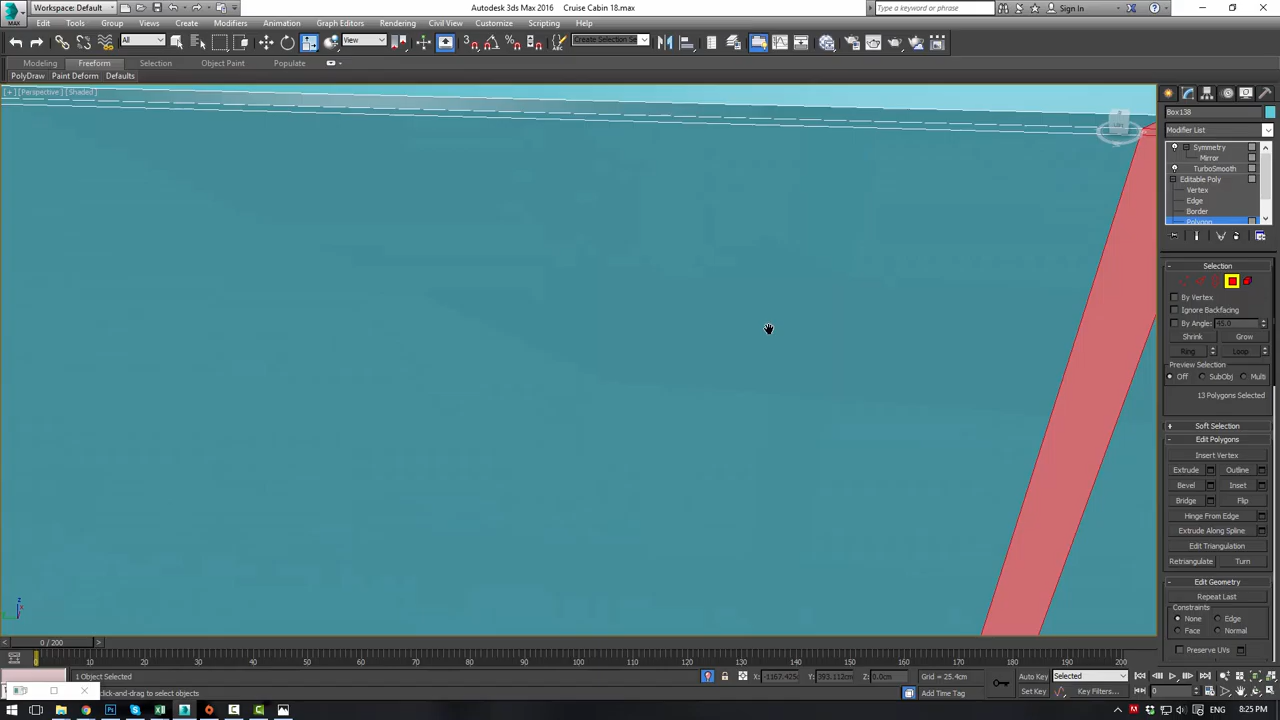 Workspace: Default
Autodesk 3ds Max 2016    Cruise Cabin 18.max
Type a keyword or phrase
Sign In
MAX
Edit Tools Group Views Create Modifiers Animation Graph Editors Rendering Civil View Customize Scripting Help
All
View
Create Selection Se
Modeling Freeform Selection Object Paint Populate
PolyDraw Paint Deform Defaults
[+] [Perspective] [Shaded]
Box138
Modifier List
Symmetry
Mirror
TurboSmooth
Editable Poly
Vertex
Edge
Border
Polygon
Selection
By Vertex
Ignore Backfacing
By Angle: 45.0
Shrink Grow
Ring Loop
Preview Selection
Off SubObj Multi
13 Polygons Selected
Soft Selection
Edit Polygons
Insert Vertex
Extrude Outline
Bevel Inset
Bridge Flip
Hinge From Edge
Extrude Along Spline
Edit Triangulation
Retriangulate Turn
Edit Geometry
Repeat Last
Constraints
None Edge
Face Normal
Preserve UVs
z
0 / 200
0 10 20 30 40 50 60 70 80 90 100 110 120 130 140 150 160 170 180 190 200
1 Object Selected
click-and-drag to select objects
X: -1167.425c Y: 393.112cm Z: 0.0cm
Grid = 25.4cm
Add Time Tag
Auto Key Selected
Set Key Key Filters...
0
ENG 8:25 PM